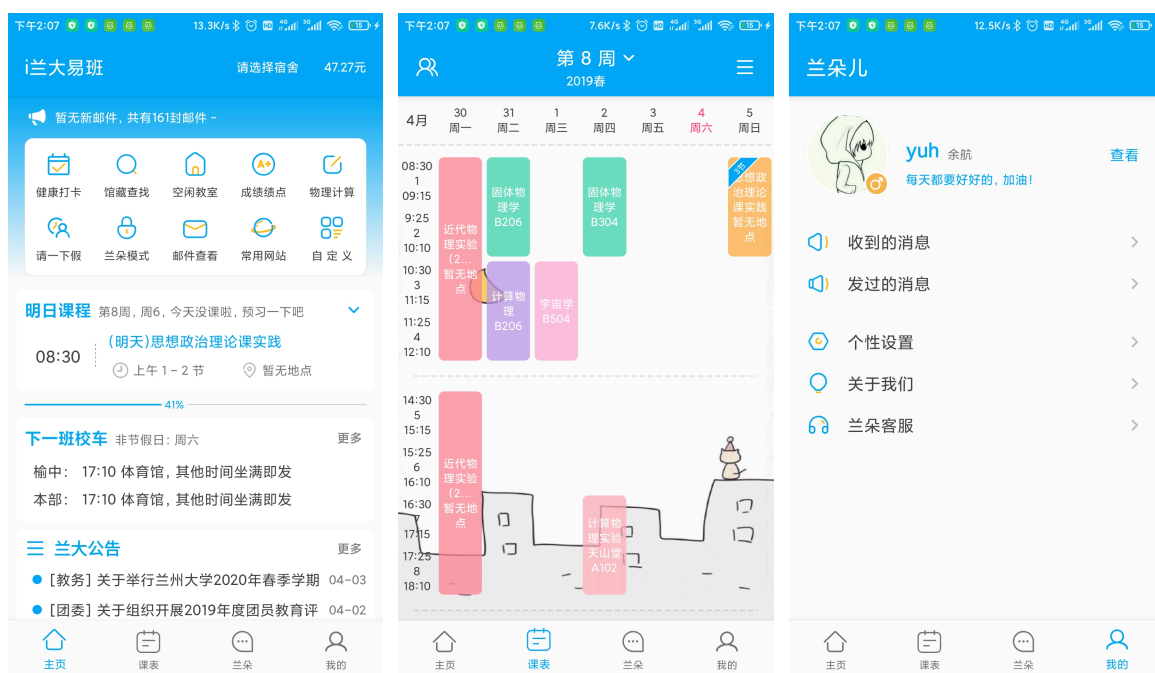 下午2:07
13.3K/s
HD
4G
3G
15
i兰大易班
请选择宿舍
47.27元
暂无新邮件，共有161封邮件 ~
健康打卡
馆藏查找
空闲教室
A+
成绩绩点
物理计算
请一下假
兰朵模式
邮件查看
常用网站
自 定 义
明日课程
第8周，周6，今天没课啦，预习一下吧
08:30
(明天)思想政治理论课实践
上午 1 - 2 节
暂无地点
41%
下一班校车
非节假日: 周六
更多
榆中： 17:10 体育馆，其他时间坐满即发
本部： 17:10 体育馆，其他时间坐满即发
兰大公告
更多
[教务] 关于举行兰州大学2020年春季学期
04-03
[团委] 关于组织开展2019年度团员教育评
04-02
主页
课表
兰朵
我的
下午2:07
7.6K/s
HD
4G
3G
15
第 8 周
2019春
4月
30
周一
31
周二
1
周三
2
周四
3
周五
4
周六
5
周日
08:30
1
09:15
9:25
2
10:10
10:30
3
11:15
11:25
4
12:10
14:30
5
15:15
15:25
6
16:10
16:30
7
17:15
17:25
8
18:10
近代物
理实验
(2...
暂无地
点
固体物
理学
B206
计算物
理
B206
宇宙学
B504
固体物
理学
B304
3节
思想政
治理论
课实践
暂无地
点
近代物
理实验
(2...
暂无地
点
计算物
理实验
天山堂
A102
主页
课表
兰朵
我的
下午2:07
12.5K/s
HD
4G
3G
15
兰朵儿
yuh
余航
查看
每天都要好好的，加油！
收到的消息
发过的消息
个性设置
关于我们
兰朵客服
主页
课表
兰朵
我的